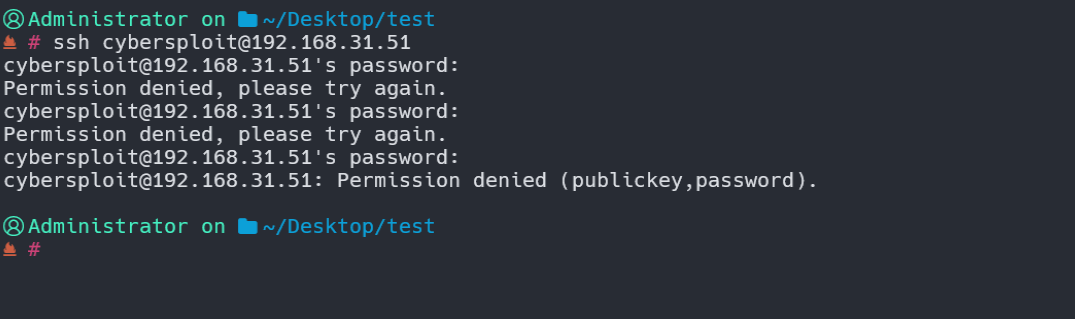 Administrator on ~/Desktop/test
# ssh cybersploit@192.168.31.51
cybersploit@192.168.31.51's password:
Permission denied, please try again.
cybersploit@192.168.31.51's password:
Permission denied, please try again.
cybersploit@192.168.31.51's password:
cybersploit@192.168.31.51: Permission denied (publickey,password).
Administrator on ~/Desktop/test
#